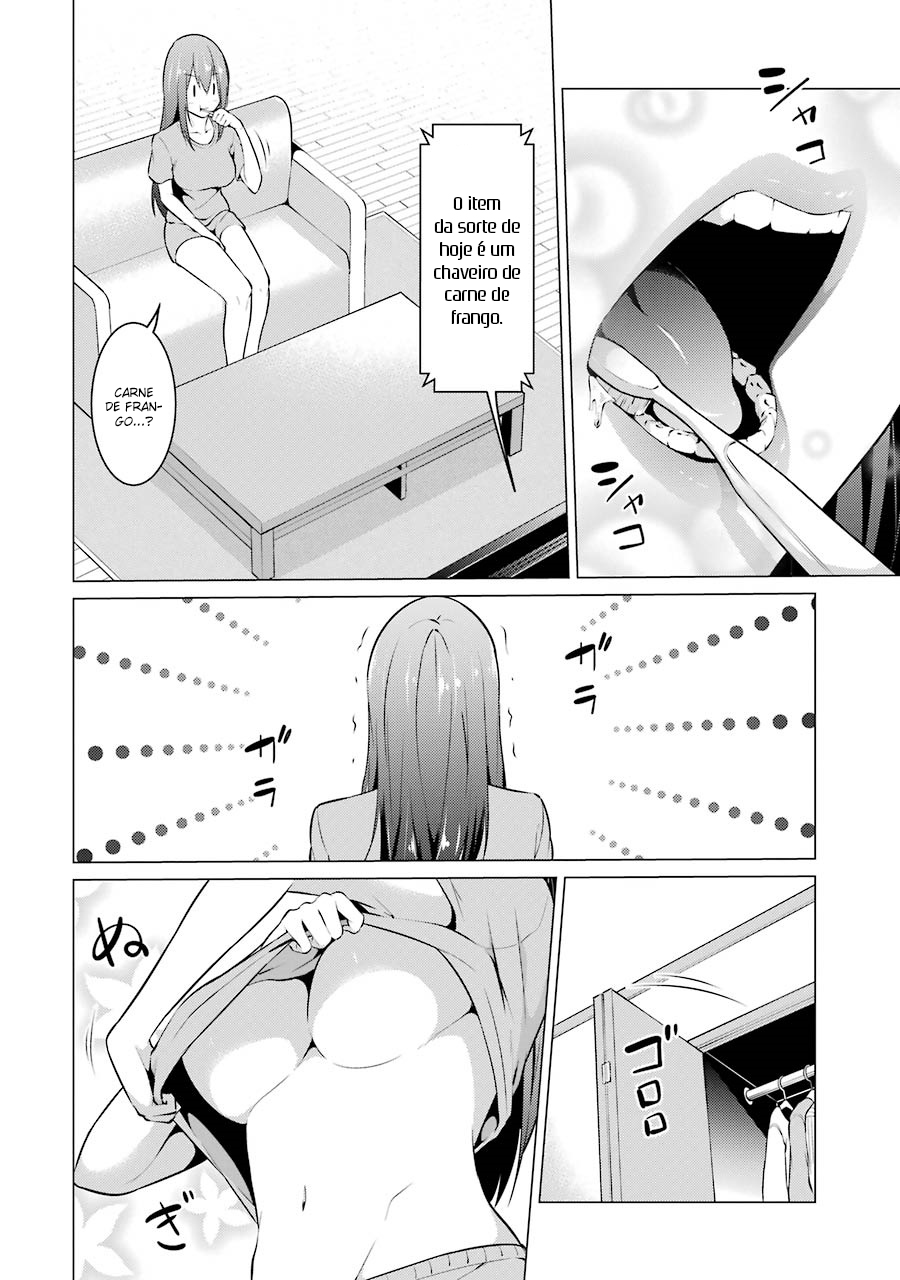 シャコ
シャコ
O item
da sorte de
hoje é um
chaveiro de
carne de
frango.
CARNE
DE FRAN-
GO...?
ガラ
ガラ
ゴロロ
ぬ
ぎ